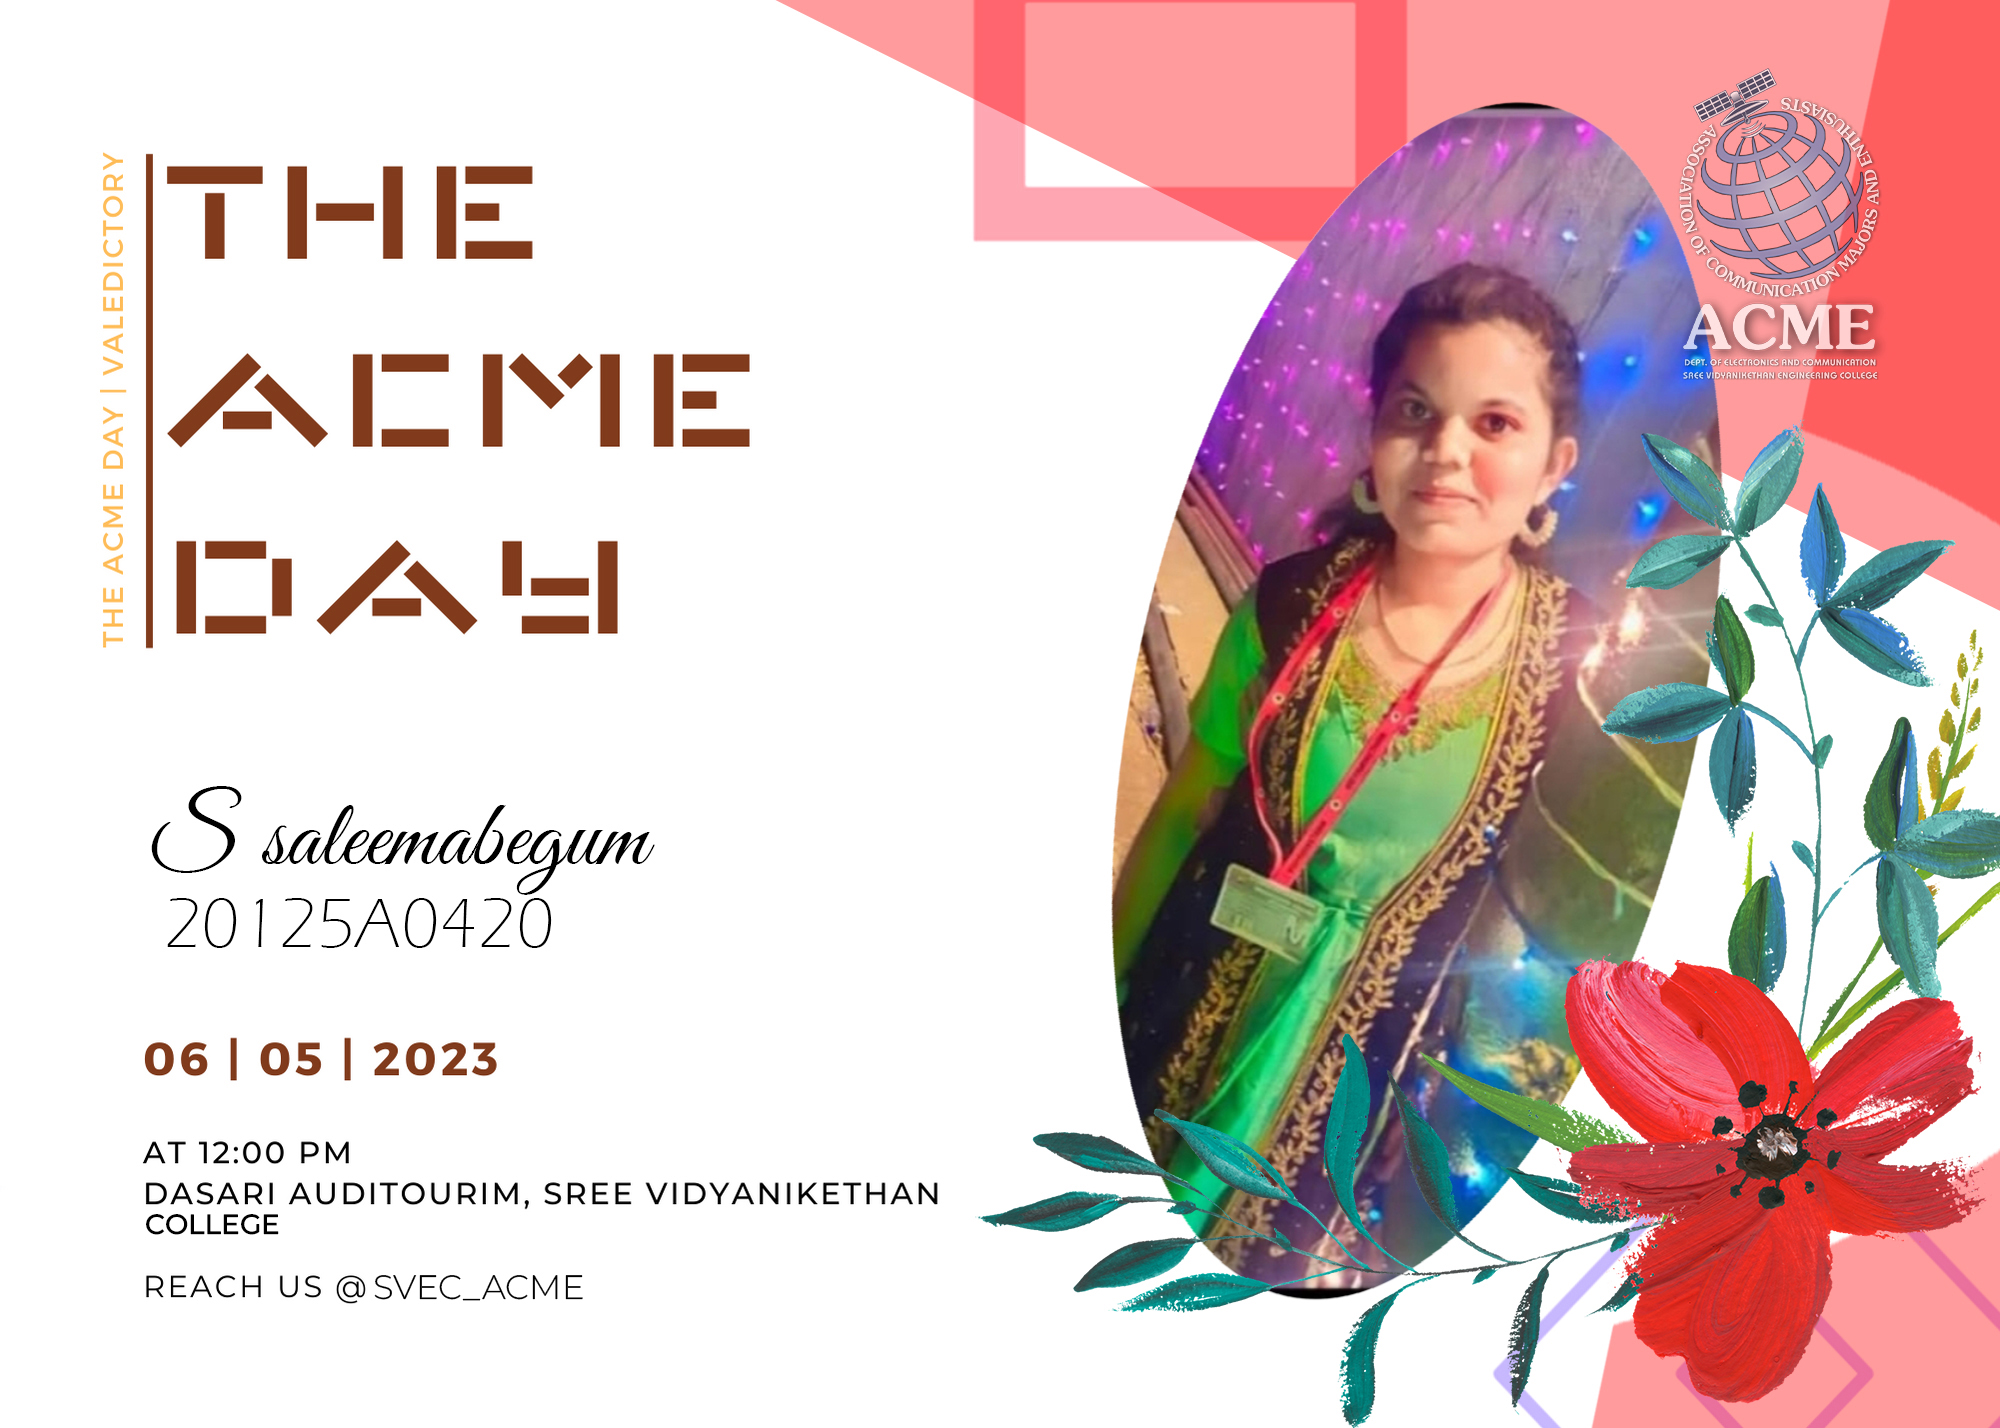 THE ACME DAY | VALEDICTORY
THE
ACME
DAY
S saleemabegum
20125A0420
06 | 05 | 2023
AT 12:00 PM
DASARI AUDITOURIM, SREE VIDYANIKETHAN
COLLEGE
REACH US @SVEC_ACME
ASSOCIATION OF COMMUNICATION MAJORS AND ENTHUSIASTS
ACME
DEPT. OF ELECTRONICS AND COMMUNICATION
SREE VIDYANIKETHAN ENGINEERING COLLEGE